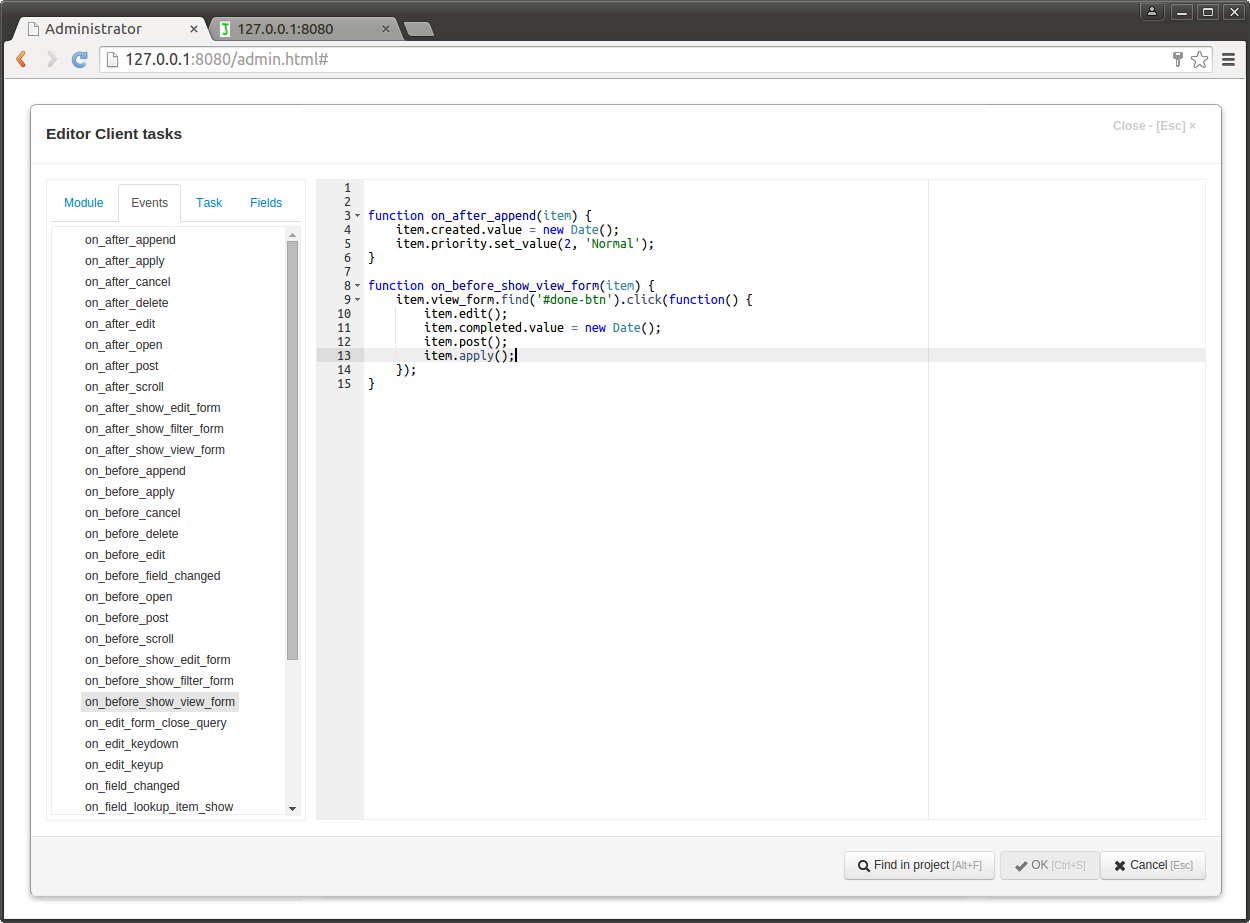 Administrator × 127.0.0.1:8080 ×
127.0.0.1:8080/admin.html#
Editor Client tasks
Close - [Esc] ×
Module Events Task Fields
on_after_append
on_after_apply
on_after_cancel
on_after_delete
on_after_edit
on_after_open
on_after_post
on_after_scroll
on_after_show_edit_form
on_after_show_filter_form
on_after_show_view_form
on_before_append
on_before_apply
on_before_cancel
on_before_delete
on_before_edit
on_before_field_changed
on_before_open
on_before_post
on_before_scroll
on_before_show_edit_form
on_before_show_filter_form
on_before_show_view_form
on_edit_form_close_query
on_edit_keydown
on_edit_keyup
on_field_changed
on_field_lookup_item_show
1
2
3 function on_after_append(item) {
4     item.created.value = new Date();
5     item.priority.set_value(2, 'Normal');
6 }
7
8 function on_before_show_view_form(item) {
9     item.view_form.find('#done-btn').click(function() {
10         item.edit();
11         item.completed.value = new Date();
12         item.post();
13         item.apply();
14     });
15 }
Find in project [Alt+F] OK [Ctrl+S] Cancel [Esc]